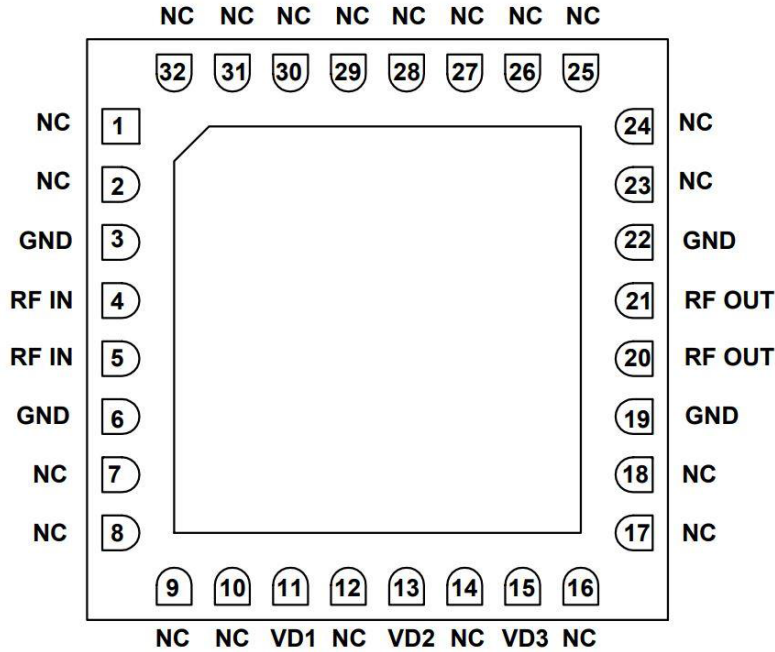 NC NC NC NC NC NC NC NC
32 31 30 29 28 27 26 25
NC 1 24 NC
NC 2 23 NC
GND 3 22 GND
RF IN 4 21 RF OUT
RF IN 5 20 RF OUT
GND 6 19 GND
NC 7 18 NC
NC 8 17 NC
9 10 11 12 13 14 15 16
NC NC VD1 NC VD2 NC VD3 NC